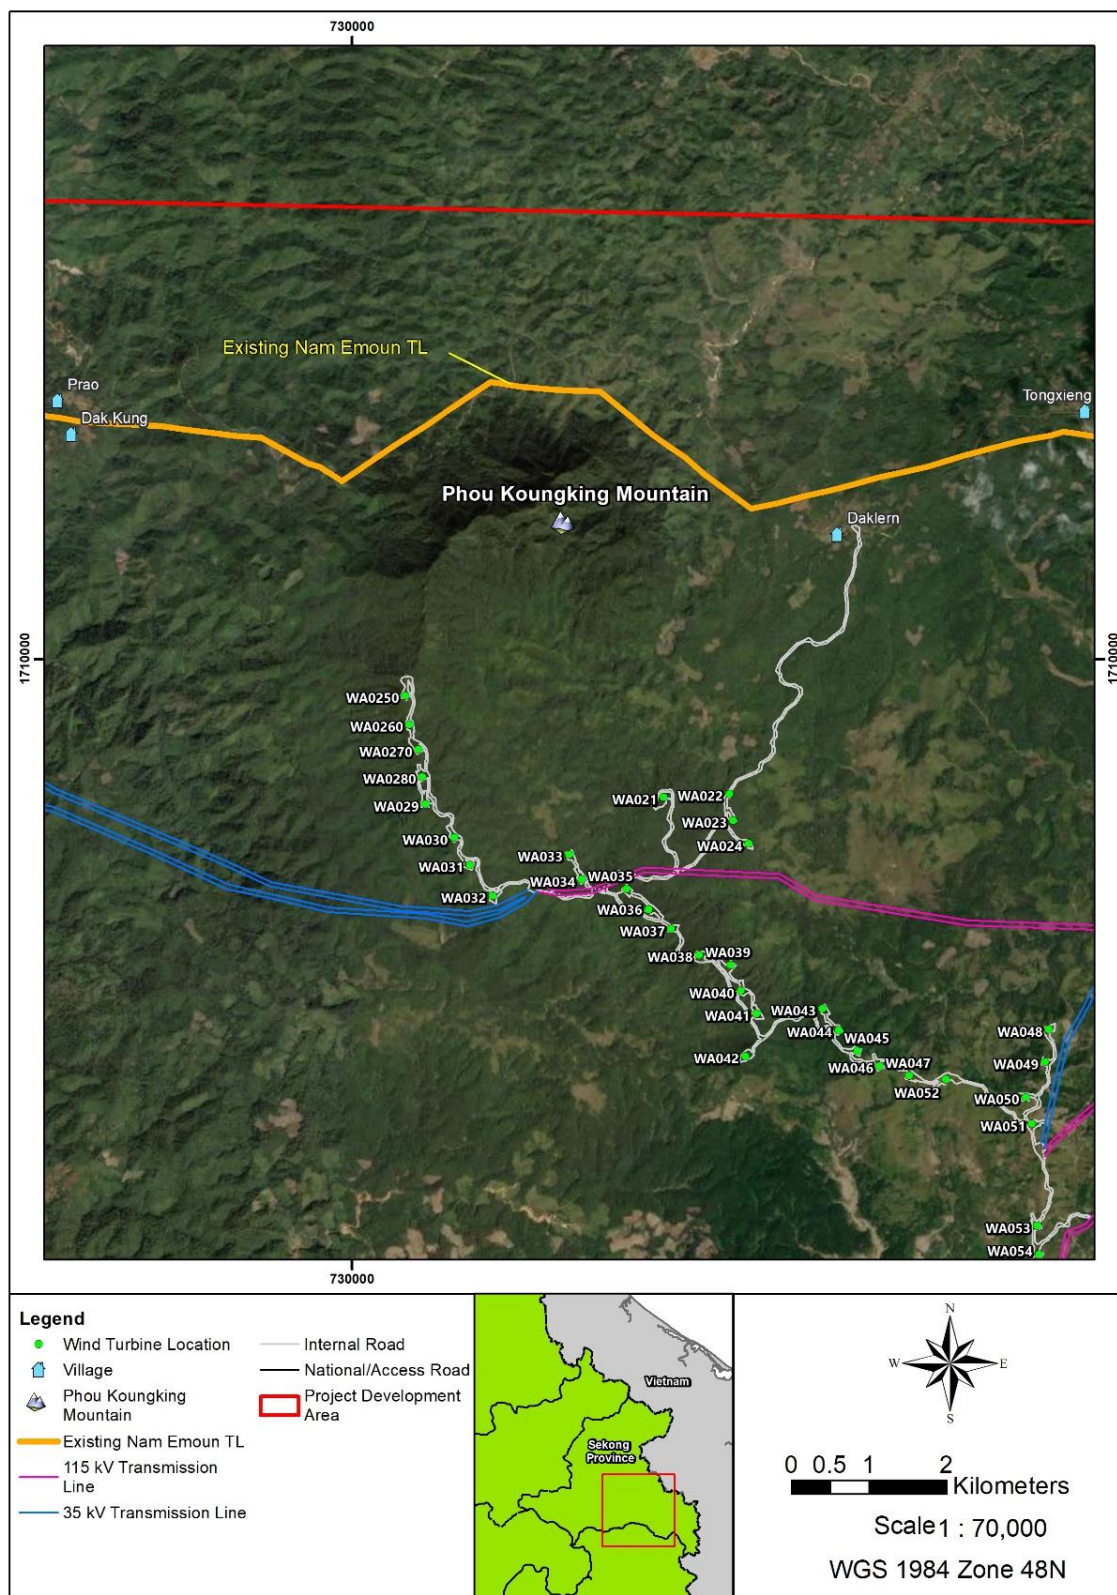 730000
Existing Nam Emoun TL
Prao
Tongxieng
Dak Kung
Phou Koungking Mountain
Daklern
1710000
1710000
WA0250
WA0260
WA0270
WA0280
WA029
WA021
WA022
WA023
WA030
WA024
WA033
WA031
WA034
WA035
WA032
WA036
WA037
WA038
WA039
WA040
WA041
WA043
WA044
WA045
WA048
WA042
WA046
WA047
WA049
WA052
WA050
WA051
WA053
WA054
730000
Legend
Wind Turbine Location
Village
Phou Koungking
Mountain
Existing Nam Emoun TL
115 kV Transmission
Line
35 kV Transmission Line
Internal Road
National/Access Road
Project Development
Area
Vietnam
Sekong
Province
N
W
E
S
0 0.5 1 2
Kilometers
Scale 1 : 70,000
WGS 1984 Zone 48N